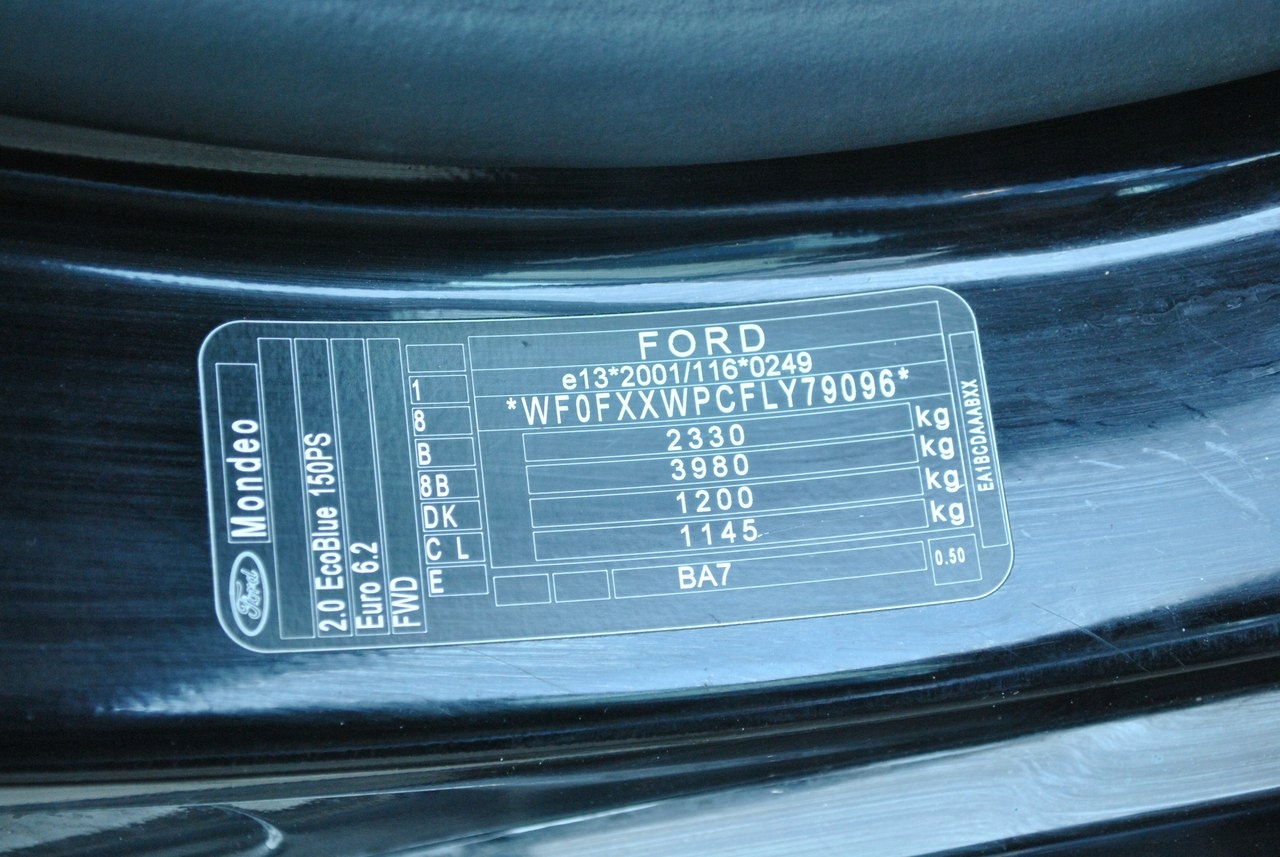 Ford
Mondeo
2.0 EcoBlue 150PS
Euro 6.2
FWD
1
8
B
8B
DK
C L
E
FORD
e13*2001/116*0249
*WF0FXXWPCFLY79096*
2330 kg
3980 kg
1200 kg
1145 kg
BA7
0.50
EA1BCDAAABXX